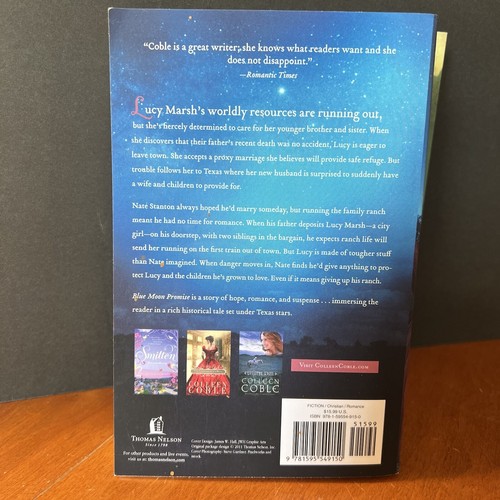 “Coble is a great writer; she knows what readers want and she
does not disappoint.”
—Romantic Times
Lucy Marsh’s worldly resources are running out,
but she’s fiercely determined to care for her younger brother and sister. When
she discovers that their father’s recent death was no accident, Lucy is eager to
leave town. She accepts a proxy marriage she believes will provide safe refuge. But
trouble follows her to Texas where her new husband is surprised to suddenly have
a wife and children to provide for.
Nate Stanton always hoped he’d marry someday, but running the family ranch
meant he had no time for romance. When his father deposits Lucy Marsh—a city
girl—on his doorstep, with two siblings in the bargain, he expects ranch life will
send her running on the first train out of town. But Lucy is made of tougher stuff
than Nate imagined. When danger moves in, Nate finds he’d give anything to pro-
tect Lucy and the children he’s grown to love. Even if it means giving up his ranch.
Blue Moon Promise is a story of hope, romance, and suspense . . . immersing the
reader in a rich historical tale set under Texas stars.
Smitten
COLLEEN
COBLE
COLLEEN
COBLE
Visit ColleenCoble.com
THOMAS NELSON
Since 1798
For other products and live events,
visit us at: thomasnelson.com
FICTION / Christian / Romance
$15.99 U.S.
51599
9 781595 549150